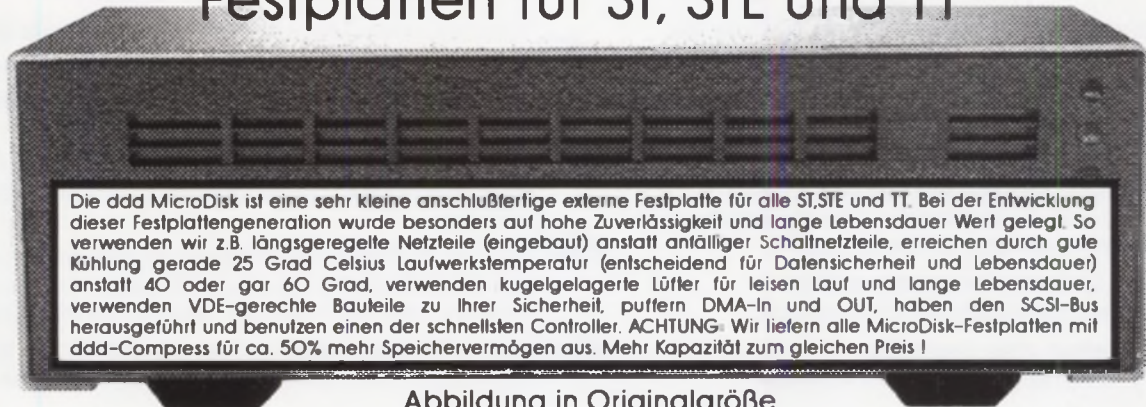 Festplatten für ST, STE und TT
Die ddd MicroDisk ist eine sehr kleine anschlußfertige externe Festplatte für alle ST,STE und TT. Bei der Entwicklung
dieser Festplattengeneration wurde besonders auf hohe Zuverlässigkeit und lange Lebensdauer Wert gelegt. So
verwenden wir z.B. längsgeregelte Netzteile (eingebaut) anstatt anfälliger Schaltnetzteile, erreichen durch gute
Kühlung gerade 25 Grad Celsius Laufwerkstemperatur (entscheidend für Datensicherheit und Lebensdauer)
anstatt 40 oder gar 60 Grad, verwenden kugelgelagerte Lüfter für leisen Lauf und lange Lebensdauer,
verwenden VDE-gerechte Bauteile zu Ihrer Sicherheit, puffern DMA-In und OUT, haben den SCSI-Bus
herausgeführt und benutzen einen der schnellsten Controller. ACHTUNG: Wir liefern alle MicroDisk-Festplatten mit
ddd-Compress für ca. 50% mehr Speichervermögen aus. Mehr Kapazität zum gleichen Preis !
Abbildung in Originalgröße